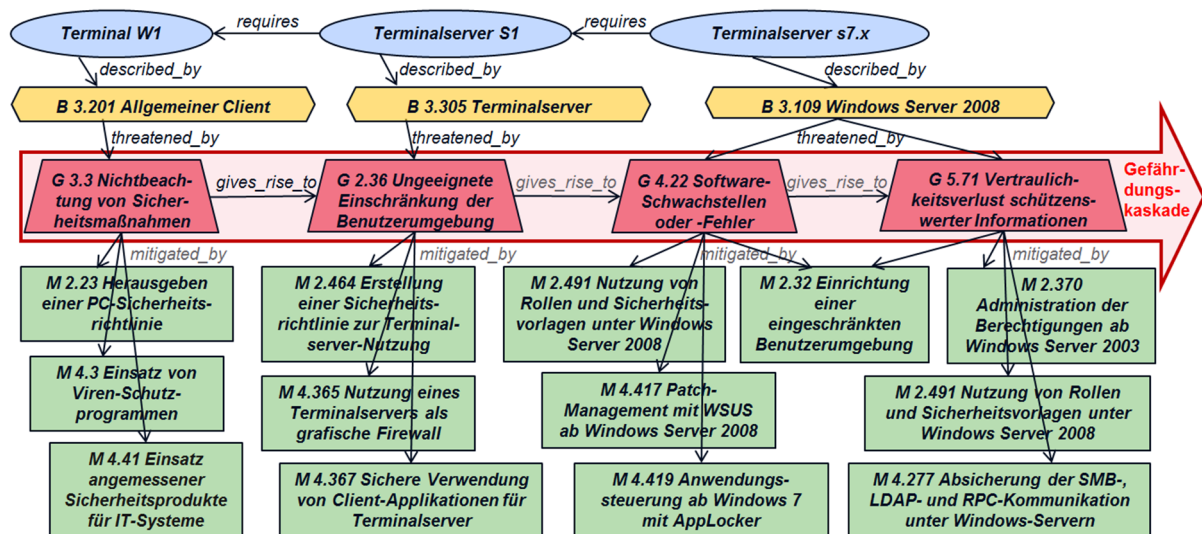 requires
requires
Terminal W1
Terminalserver S1
Terminalserver s7.x
described_by
described_by
described_by
B 3.201 Allgemeiner Client
B 3.305 Terminalserver
B 3.109 Windows Server 2008
threatened_by
threatened_by
threatened_by
G 3.3 Nichtbeach-
tung von Sicher-
heitsmaßnahmen
gives_rise_to
G 2.36 Ungeeignete
Einschränkung der
Benutzerumgebung
gives_rise_to
G 4.22 Software-
Schwachstellen
oder -Fehler
gives_rise_to
G 5.71 Vertraulich-
keitsverlust schützens-
werter Informationen
Gefähr-
dungs-
kaskade
mitigated_by
mitigated_by
mitigated_by
mitigated_by
M 2.23 Herausgeben
einer PC-Sicherheits-
richtlinie
M 2.464 Erstellung
einer Sicherheits-
richtlinie zur Terminal-
server-Nutzung
M 2.491 Nutzung von
Rollen und Sicherheits-
vorlagen unter Windows
Server 2008
M 2.32 Einrichtung
einer
eingeschränkten
Benutzerumgebung
M 2.370
Administration der
Berechtigungen ab
Windows Server 2003
M 4.3 Einsatz von
Viren-Schutz-
programmen
M 4.365 Nutzung eines
Terminalservers als
grafische Firewall
M 4.417 Patch-
Management mit WSUS
ab Windows Server 2008
M 2.491 Nutzung von Rollen
und Sicherheitsvorlagen unter
Windows Server 2008
M 4.41 Einsatz
angemessener
Sicherheitsprodukte
für IT-Systeme
M 4.367 Sichere Verwendung
von Client-Applikationen für
Terminalserver
M 4.419 Anwendungs-
steuerung ab Windows 7
mit AppLocker
M 4.277 Absicherung der SMB-,
LDAP- und RPC-Kommunikation
unter Windows-Servern